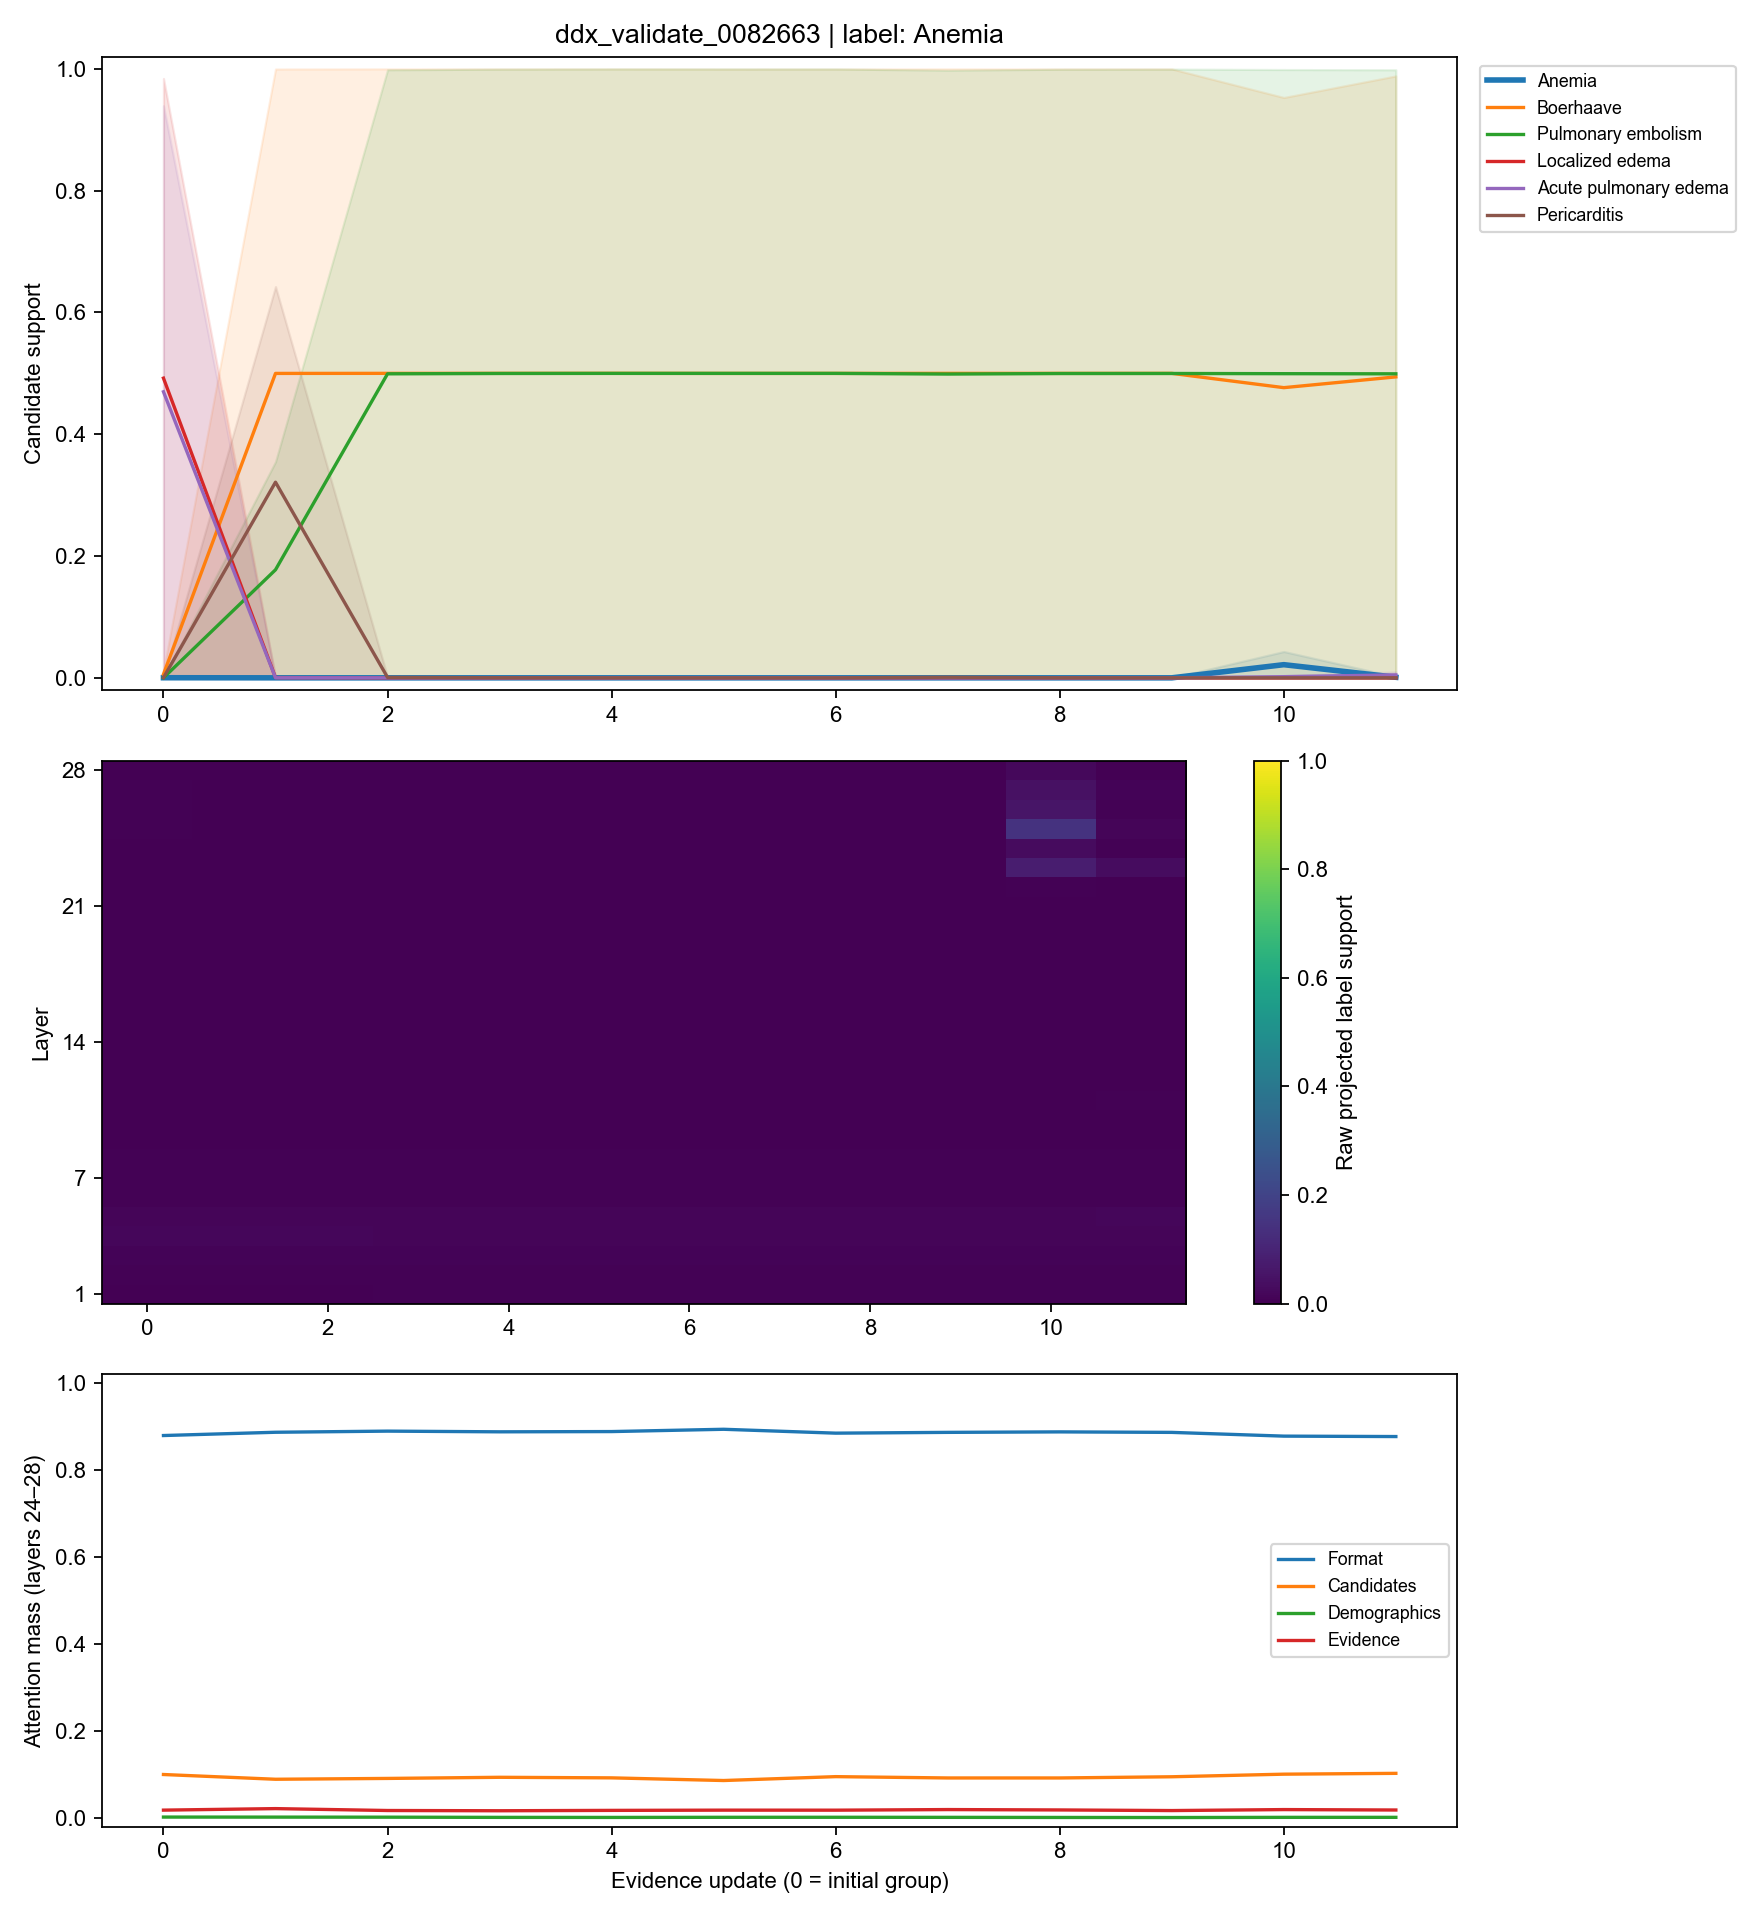 ddx_validate_0082663 | label: Anemia
Candidate support
1.0
0.8
0.6
0.4
0.2
0.0
0 2 4 6 8 10
Anemia
Boerhaave
Pulmonary embolism
Localized edema
Acute pulmonary edema
Pericarditis
Layer
28
21
14
7
1
0 2 4 6 8 10
1.0
0.8
0.6
0.4
0.2
0.0
Raw projected label support
Attention mass (layers 24–28)
1.0
0.8
0.6
0.4
0.2
0.0
Format
Candidates
Demographics
Evidence
0 2 4 6 8 10
Evidence update (0 = initial group)